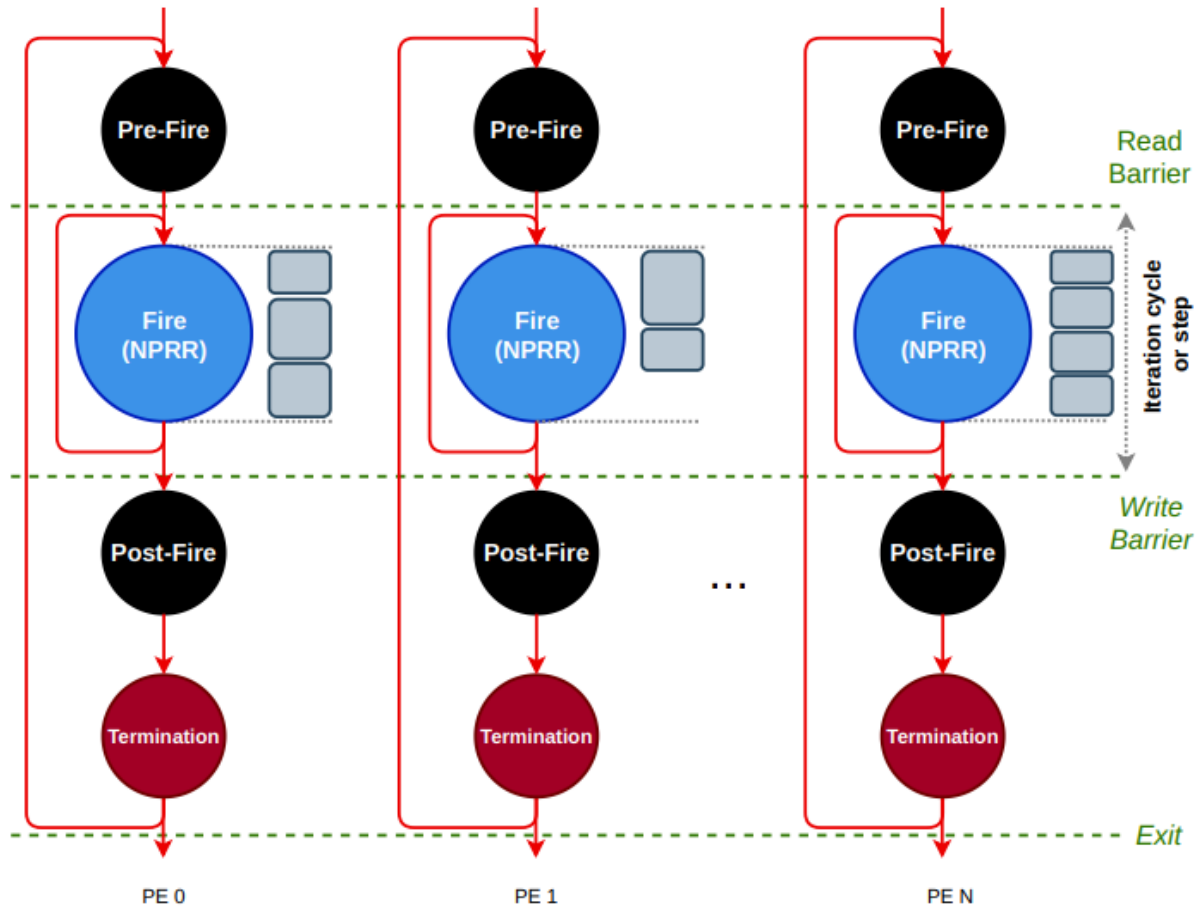 Pre-Fire
Pre-Fire
Pre-Fire
Read
Barrier
Fire
(NPRR)
Fire
(NPRR)
Fire
(NPRR)
Iteration cycle
or step
Write
Barrier
Post-Fire
Post-Fire
Post-Fire
...
Termination
Termination
Termination
Exit
PE 0
PE 1
PE N